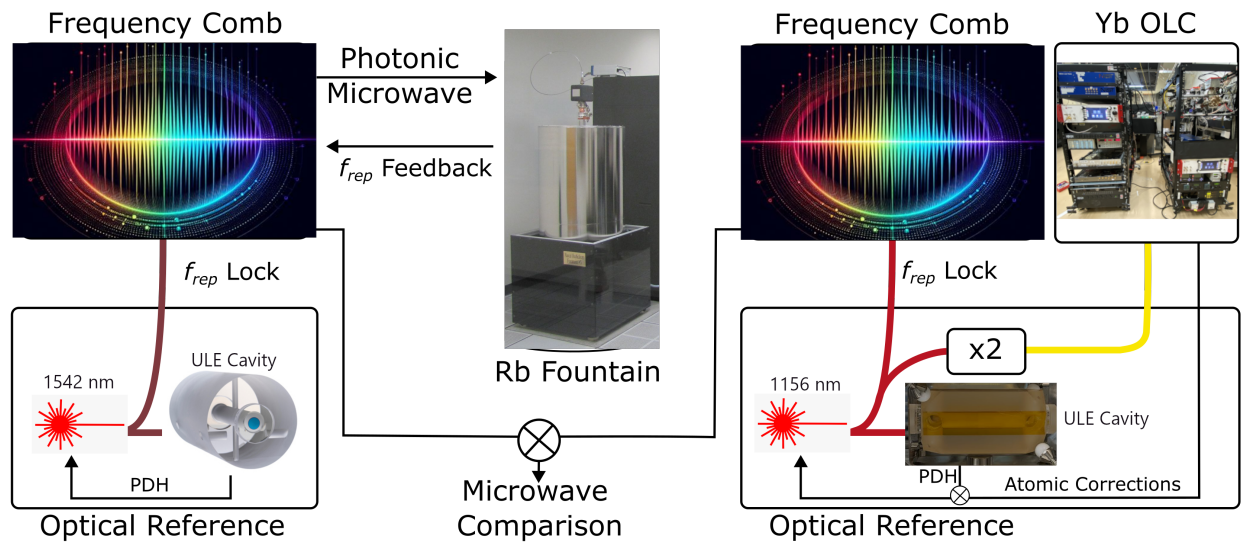 Frequency Comb
Photonic
Microwave
f_rep Feedback
Rb Fountain
Frequency Comb
Yb OLC
f_rep Lock
1542 nm
ULE Cavity
PDH
Optical Reference
Microwave
Comparison
f_rep Lock
x2
1156 nm
ULE Cavity
PDH
Atomic Corrections
Optical Reference